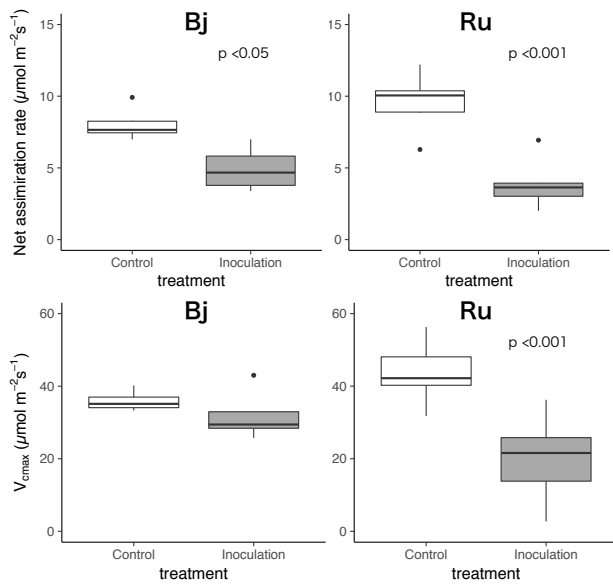 Bj
Ru
Net assimiration rate (μmol m⁻²s⁻¹)
15
10
5
0
p <0.05
Control
Inoculation
treatment
15
10
5
0
p <0.001
Control
Inoculation
treatment
Bj
Ru
Vcmax (μmol m⁻²s⁻¹)
60
40
20
0
Control
Inoculation
treatment
60
40
20
0
p <0.001
Control
Inoculation
treatment